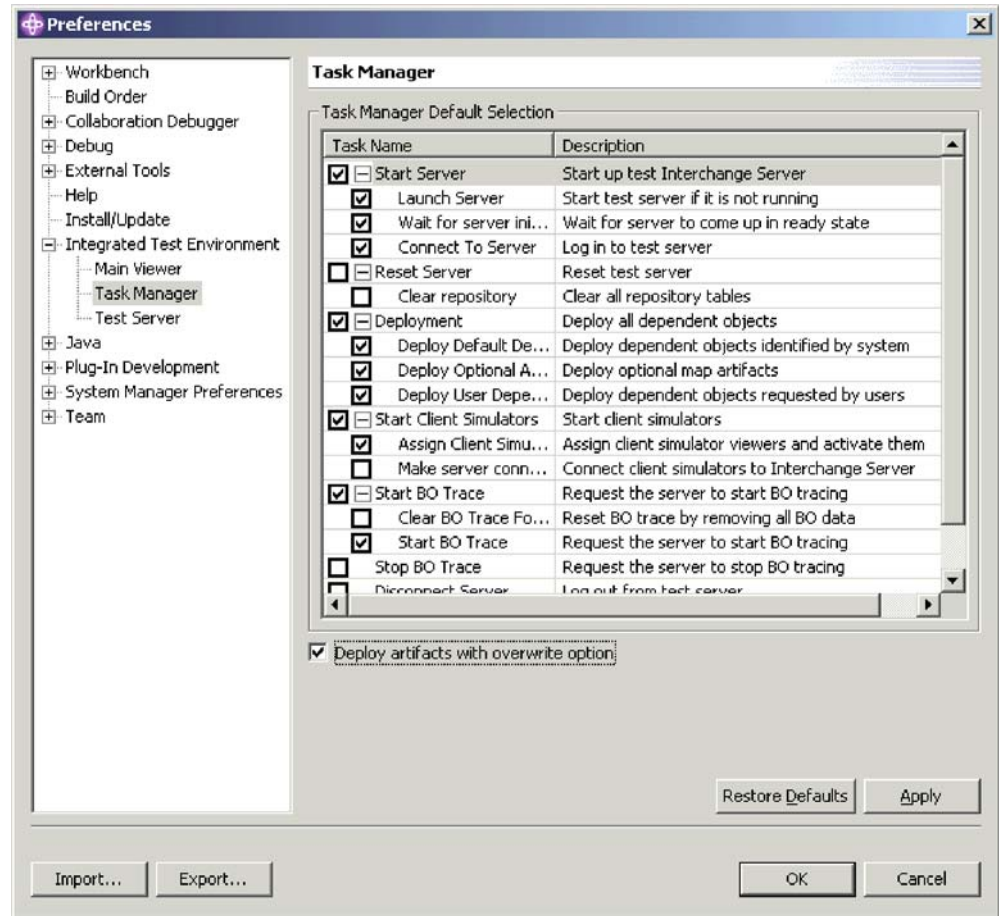 Preferences
Workbench
Build Order
Collaboration Debugger
Debug
External Tools
Help
Install/Update
Integrated Test Environment
Main Viewer
Task Manager
Test Server
Java
Plug-In Development
System Manager Preferences
Team
Task Manager
Task Manager Default Selection
Task Name Description
Start Server Start up test Interchange Server
Launch Server Start test server if it is not running
Wait for server ini... Wait for server to come up in ready state
Connect To Server Log in to test server
Reset Server Reset test server
Clear repository Clear all repository tables
Deployment Deploy all dependent objects
Deploy Default De... Deploy dependent objects identified by system
Deploy Optional A... Deploy optional map artifacts
Deploy User Depe... Deploy dependent objects requested by users
Start Client Simulators Start client simulators
Assign Client Simu... Assign client simulator viewers and activate them
Make server conn... Connect client simulators to Interchange Server
Start BO Trace Request the server to start BO tracing
Clear BO Trace Fo... Reset BO trace by removing all BO data
Start BO Trace Request the server to start BO tracing
Stop BO Trace Request the server to stop BO tracing
Disconnect Server Log out from test server
Deploy artifacts with overwrite option
Restore Defaults Apply
Import... Export... OK Cancel